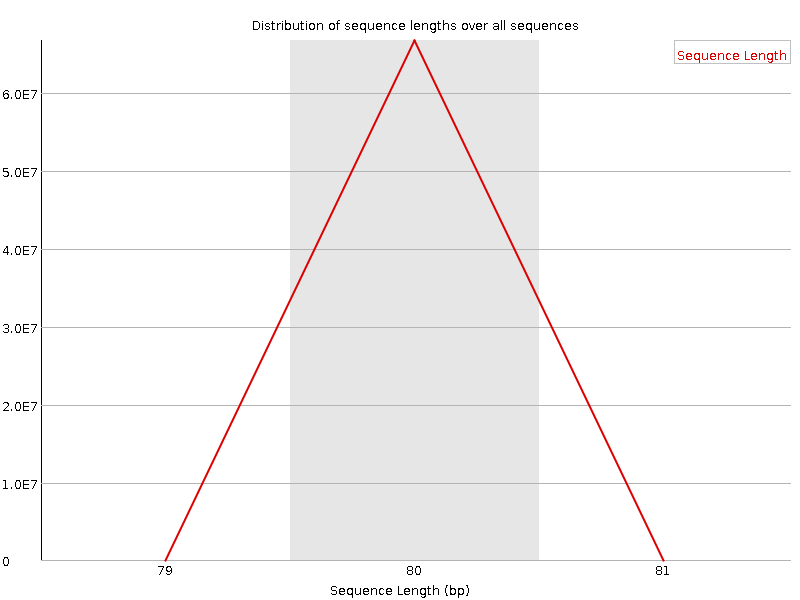 Distribution of sequence lengths over all sequences
Sequence Length
6.0E7
5.0E7
4.0E7
3.0E7
2.0E7
1.0E7
0
79 80 81
Sequence Length (bp)